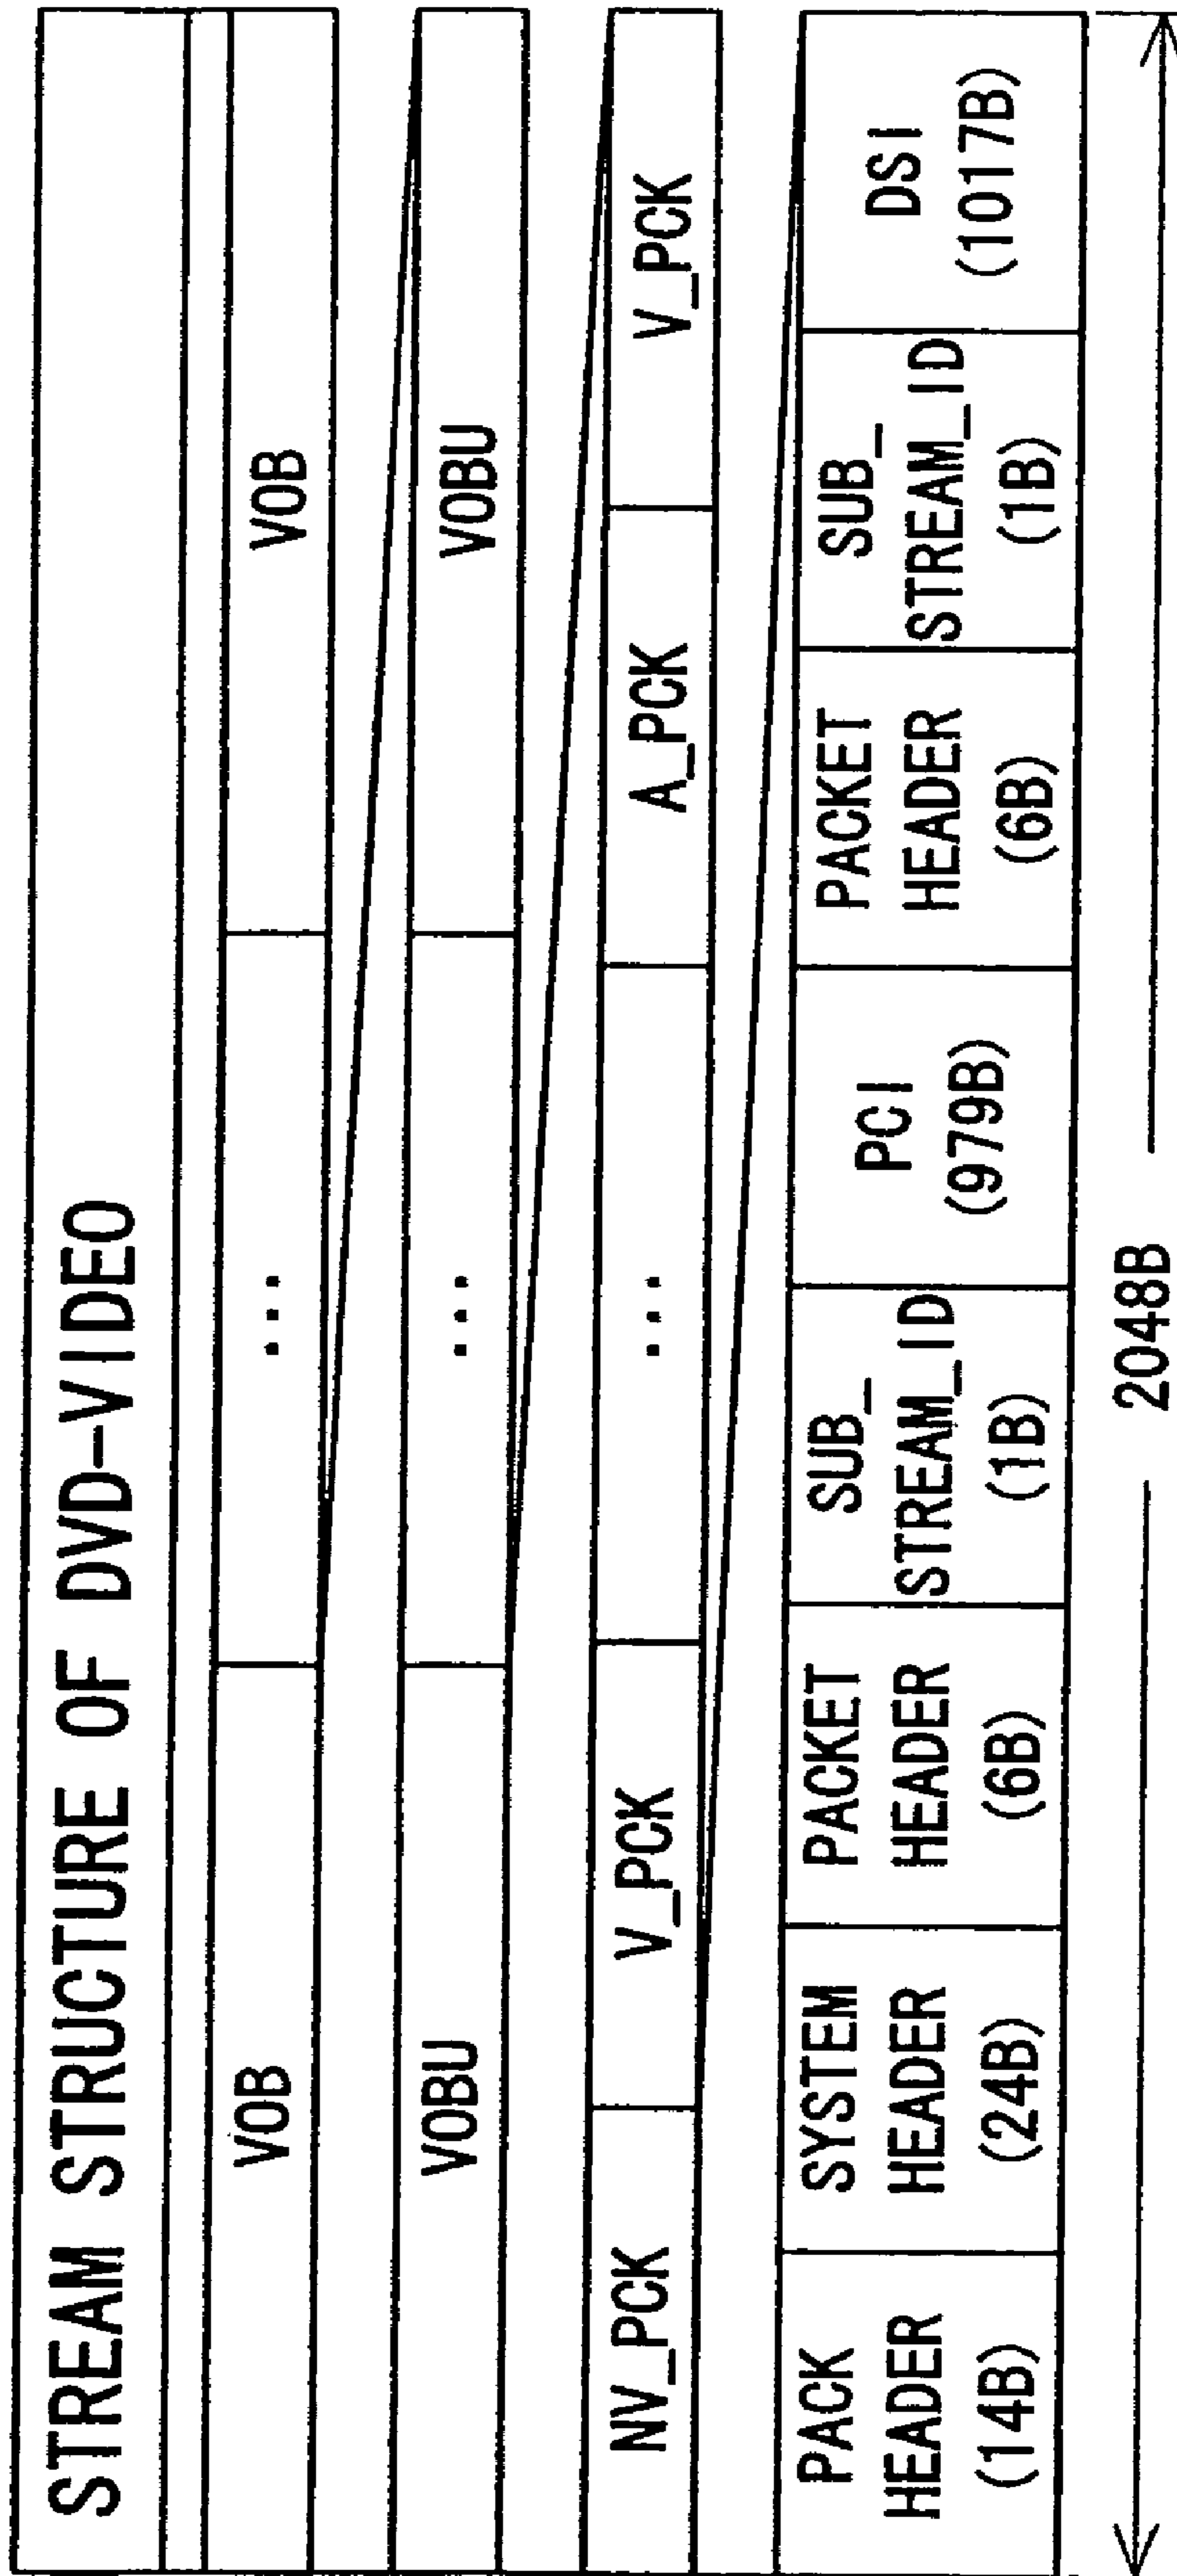 STREAM STRUCTURE OF DVD-VIDEO
VOB ... VOB
VOBU ... VOBU
NV_PCK V_PCK ... A_PCK V_PCK
PACK
HEADER
(14B)
SYSTEM
HEADER
(24B)
PACKET
HEADER
(6B)
SUB_
STREAM_ID
(1B)
PCI
(979B)
PACKET
HEADER
(6B)
SUB_
STREAM_ID
(1B)
DSI
(1017B)
2048B